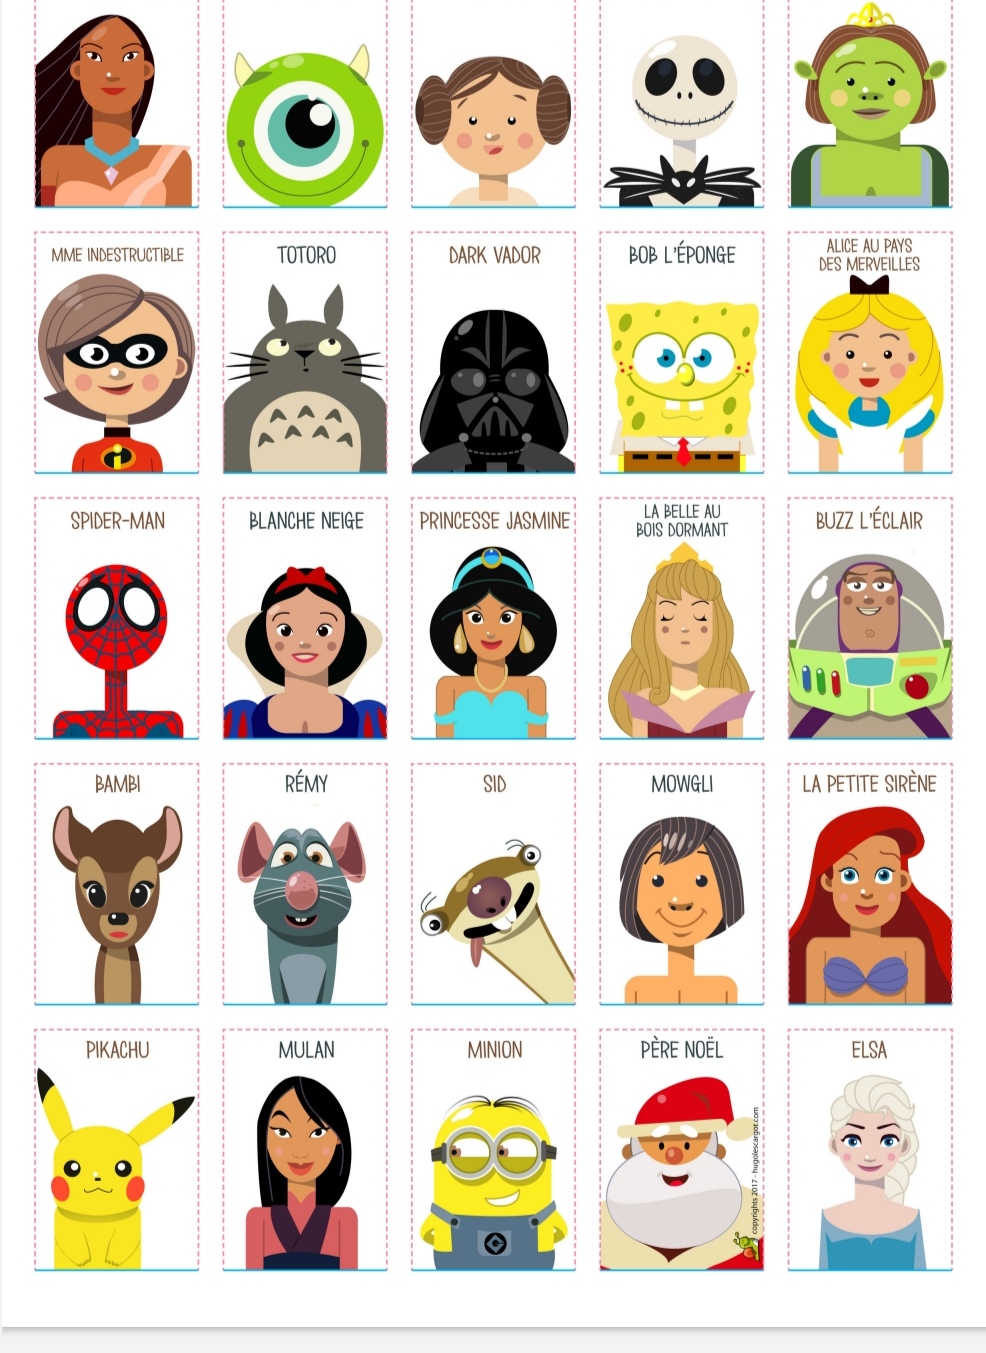 MME INDESTRUCTIBLE
TOTORO
DARK VADOR
BOB L'ÉPONGE
ALICE AU PAYS
DES MERVEILLES
SPIDER-MAN
BLANCHE NEIGE
PRINCESSE JASMINE
LA BELLE AU
BOIS DORMANT
BUZZ L'ÉCLAIR
BAMBI
RÉMY
SID
MOWGLI
LA PETITE SIRÈNE
PIKACHU
MULAN
MINION
PÈRE NOËL
ELSA
copyrights 2017 - hugolescargot.com